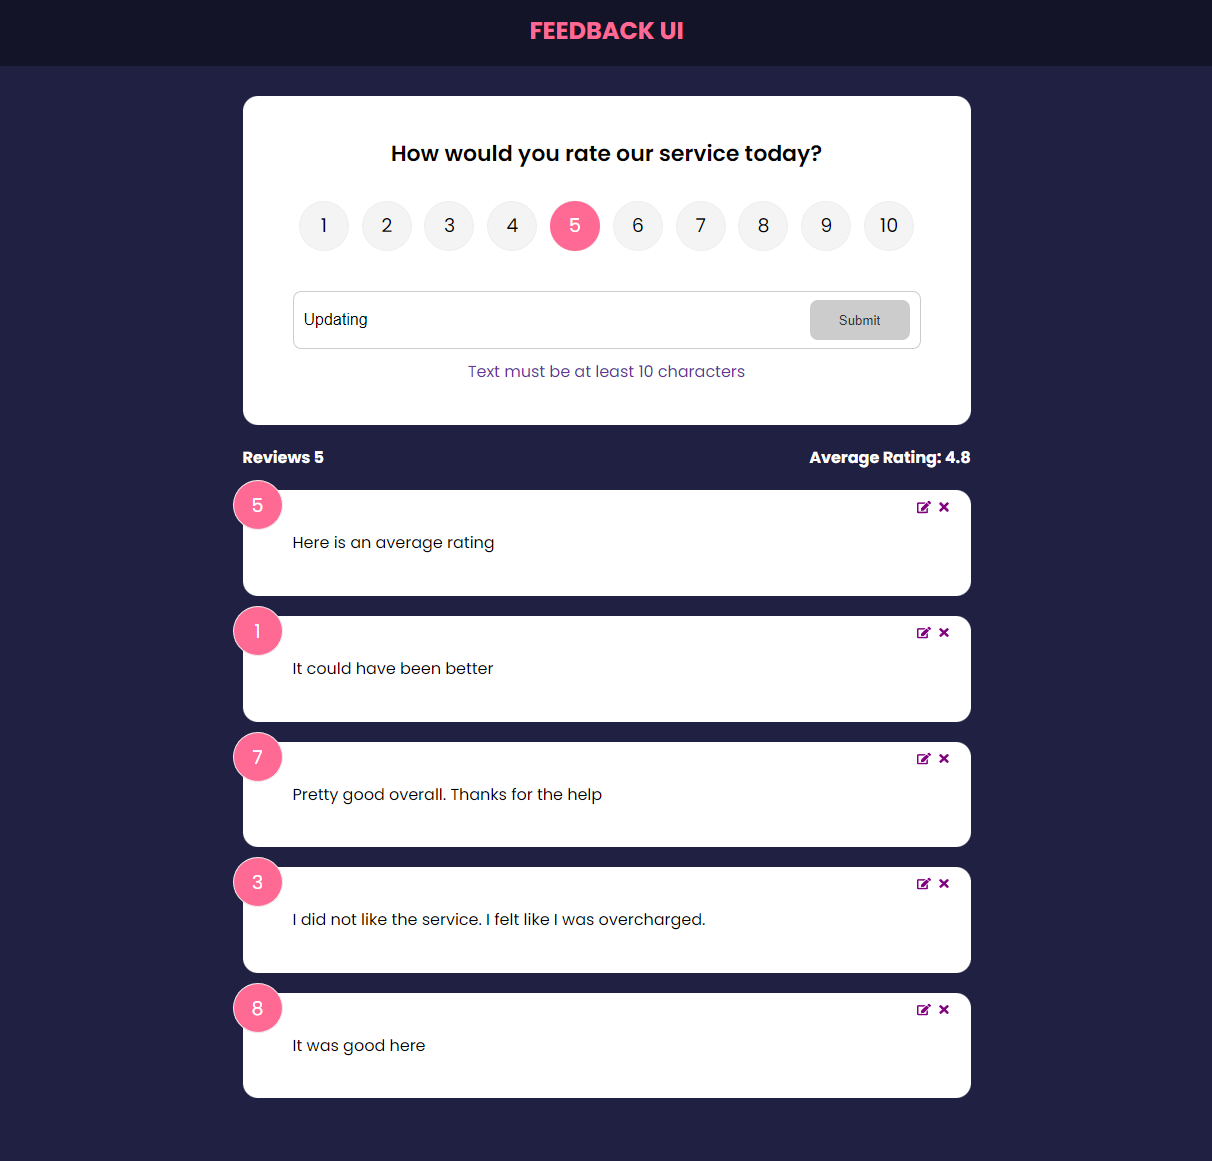 FEEDBACK UI
How would you rate our service today?
1 2 3 4 5 6 7 8 9 10
Updating Submit
Text must be at least 10 characters
Reviews 5 Average Rating: 4.8
5
Here is an average rating
1
It could have been better
7
Pretty good overall. Thanks for the help
3
I did not like the service. I felt like I was overcharged.
8
It was good here